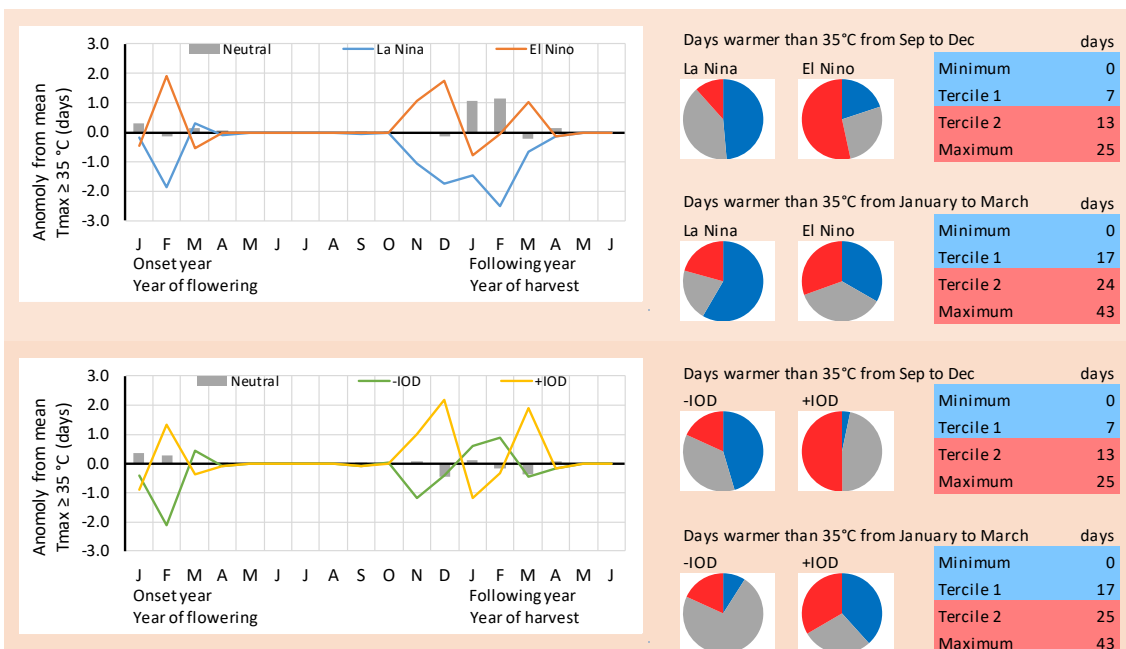 Neutral La Nina El Nino
3.0
2.0
1.0
0.0
-1.0
-2.0
-3.0
Anomoly from mean
Tmax ≥ 35 °C (days)
J F M A M J J A S O N D J F M A M J
Onset year Following year
Year of flowering Year of harvest
Days warmer than 35°C from Sep to Dec days
La Nina El Nino
Minimum 0
Tercile 1 7
Tercile 2 13
Maximum 25
Days warmer than 35°C from January to March days
La Nina El Nino
Minimum 0
Tercile 1 17
Tercile 2 24
Maximum 43
Neutral -IOD +IOD
3.0
2.0
1.0
0.0
-1.0
-2.0
-3.0
Anomoly from mean
Tmax ≥ 35 °C (days)
J F M A M J J A S O N D J F M A M J
Onset year Following year
Year of flowering Year of harvest
Days warmer than 35°C from Sep to Dec days
-IOD +IOD
Minimum 0
Tercile 1 7
Tercile 2 13
Maximum 25
Days warmer than 35°C from January to March days
-IOD +IOD
Minimum 0
Tercile 1 17
Tercile 2 25
Maximum 43